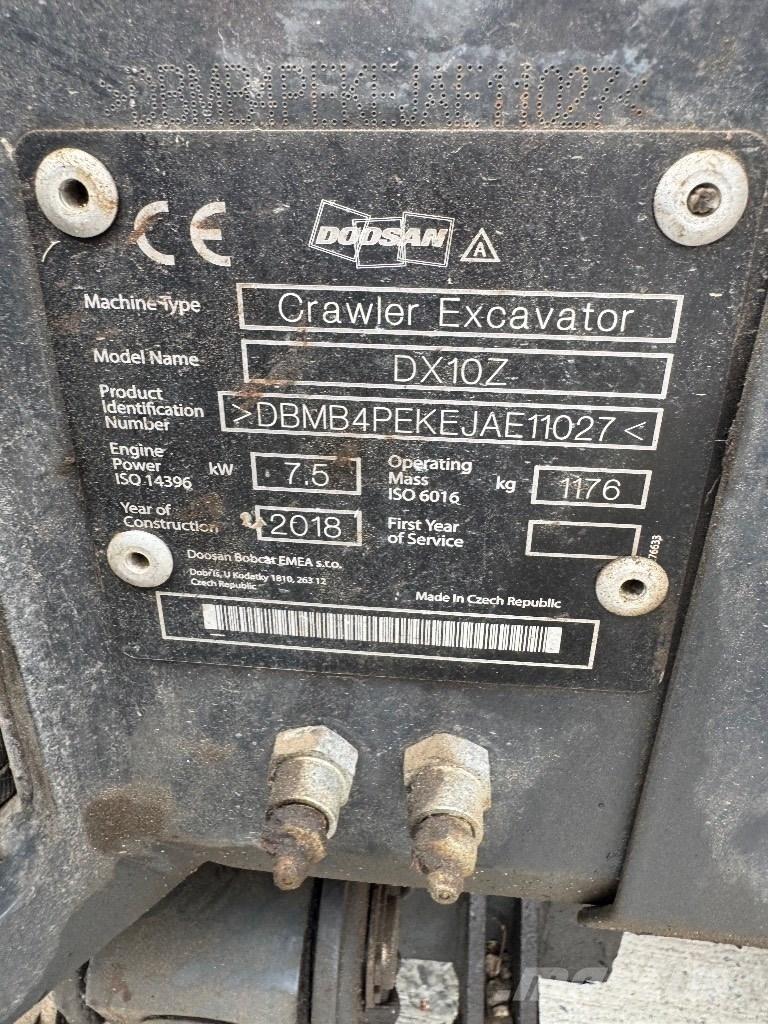 >DBMB4PEKEJAE11027<
CE DOOSAN A
Machine Type Crawler Excavator
Model Name DX10Z
Product
Identification
Number >DBMB4PEKEJAE11027<
Engine
Power kW 7.5
ISO 14396
Operating
Mass kg 1176
ISO 6016
Year of
Construction 2018
First Year
of Service
Doosan Bobcat EMEA s.r.o.
Dobříš, U Kodetky 1810, 263 12
Czech Republic
Made In Czech Republic